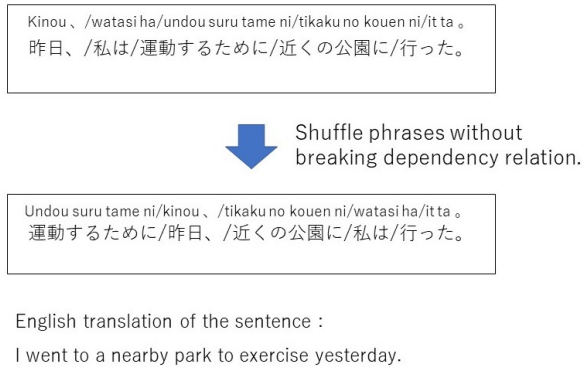 Kinou 、/watasi ha/undou suru tame ni/tikaku no kouen ni/it ta 。
昨日、/私は/運動するために/近くの公園に/行った。
Shuffle phrases without
breaking dependency relation.
Undou suru tame ni/kinou 、/tikaku no kouen ni/watasi ha/it ta 。
運動するために/昨日、/近くの公園に/私は/行った。
English translation of the sentence :
I went to a nearby park to exercise yesterday.